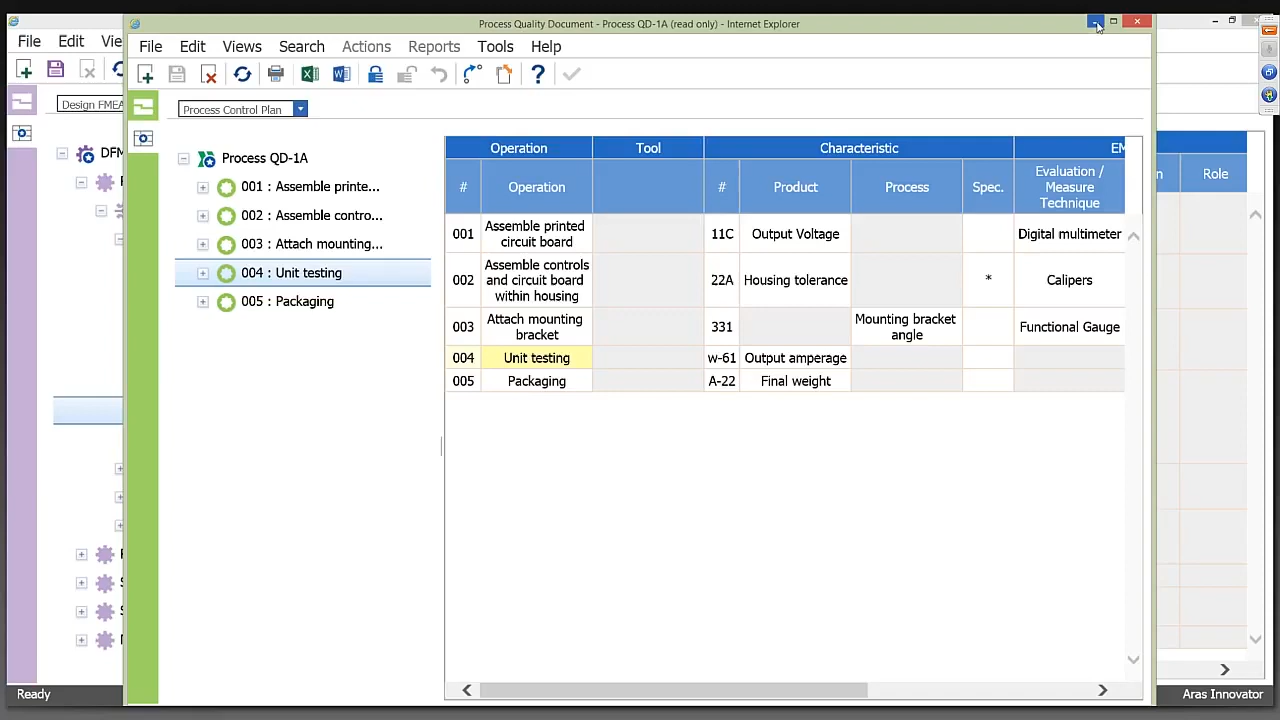 Process Quality Document - Process QD-1A (read only) - Internet Explorer
File Edit Vie
File Edit Views Search Actions Reports Tools Help
Design FMEA
Process Control Plan
DFM
Process QD-1A
001 : Assemble printe...
002 : Assemble contro...
003 : Attach mounting...
004 : Unit testing
005 : Packaging
Operation Tool Characteristic EM
# Operation # Product Process Spec. Evaluation /
Measure
Technique
n Role
001 Assemble printed
circuit board 11C Output Voltage Digital multimeter
002 Assemble controls
and circuit board
within housing 22A Housing tolerance * Calipers
003 Attach mounting
bracket 331 Mounting bracket
angle Functional Gauge
004 Unit testing w-61 Output amperage
005 Packaging A-22 Final weight
Ready Aras Innovator